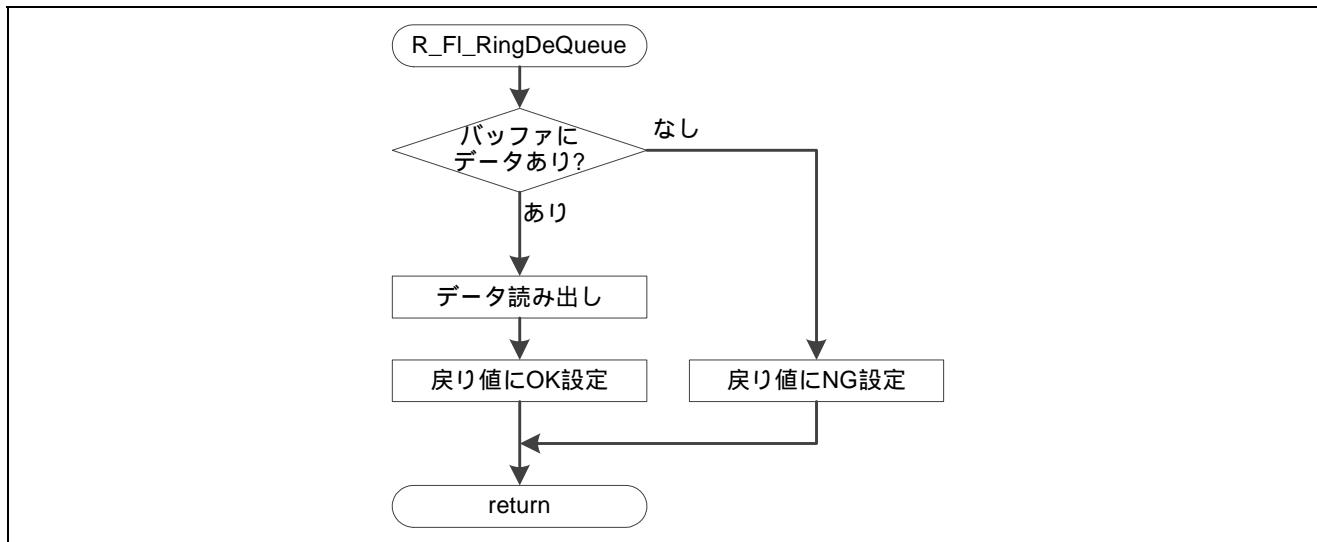 R_Fl_RingDeQueue
バッファに
データあり?
なし
あり
データ読み出し
戻り値にOK設定
戻り値にNG設定
return